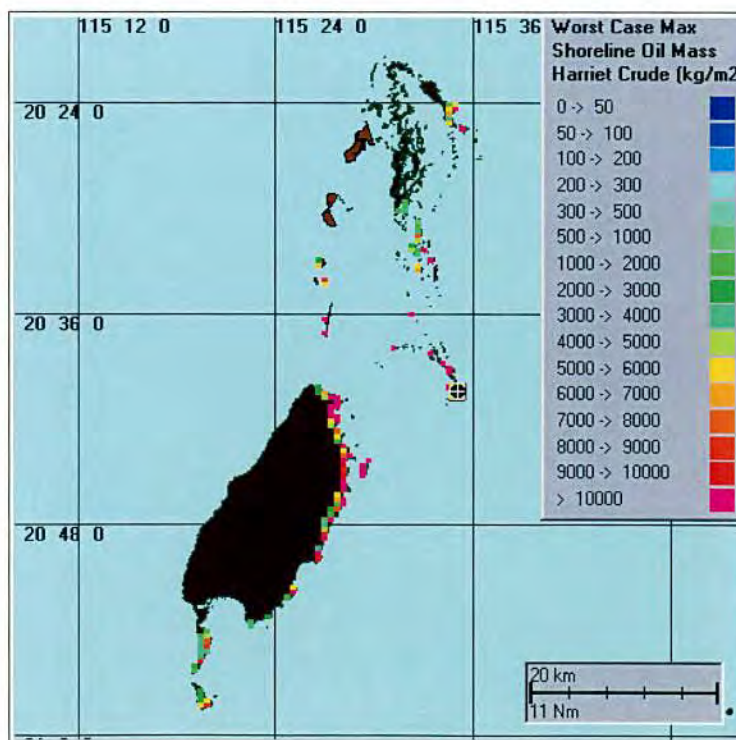 115 12 0
115 24 0
115 36
20 24 0
20 36 0
20 48 0
Worst Case Max
Shoreline Oil Mass
Harriet Crude (kg/m2
0 -> 50
50 -> 100
100 -> 200
200 -> 300
300 -> 500
500 -> 1000
1000 -> 2000
2000 -> 3000
3000 -> 4000
4000 -> 5000
5000 -> 6000
6000 -> 7000
7000 -> 8000
8000 -> 9000
9000 -> 10000
> 10000
20 km
11 Nm